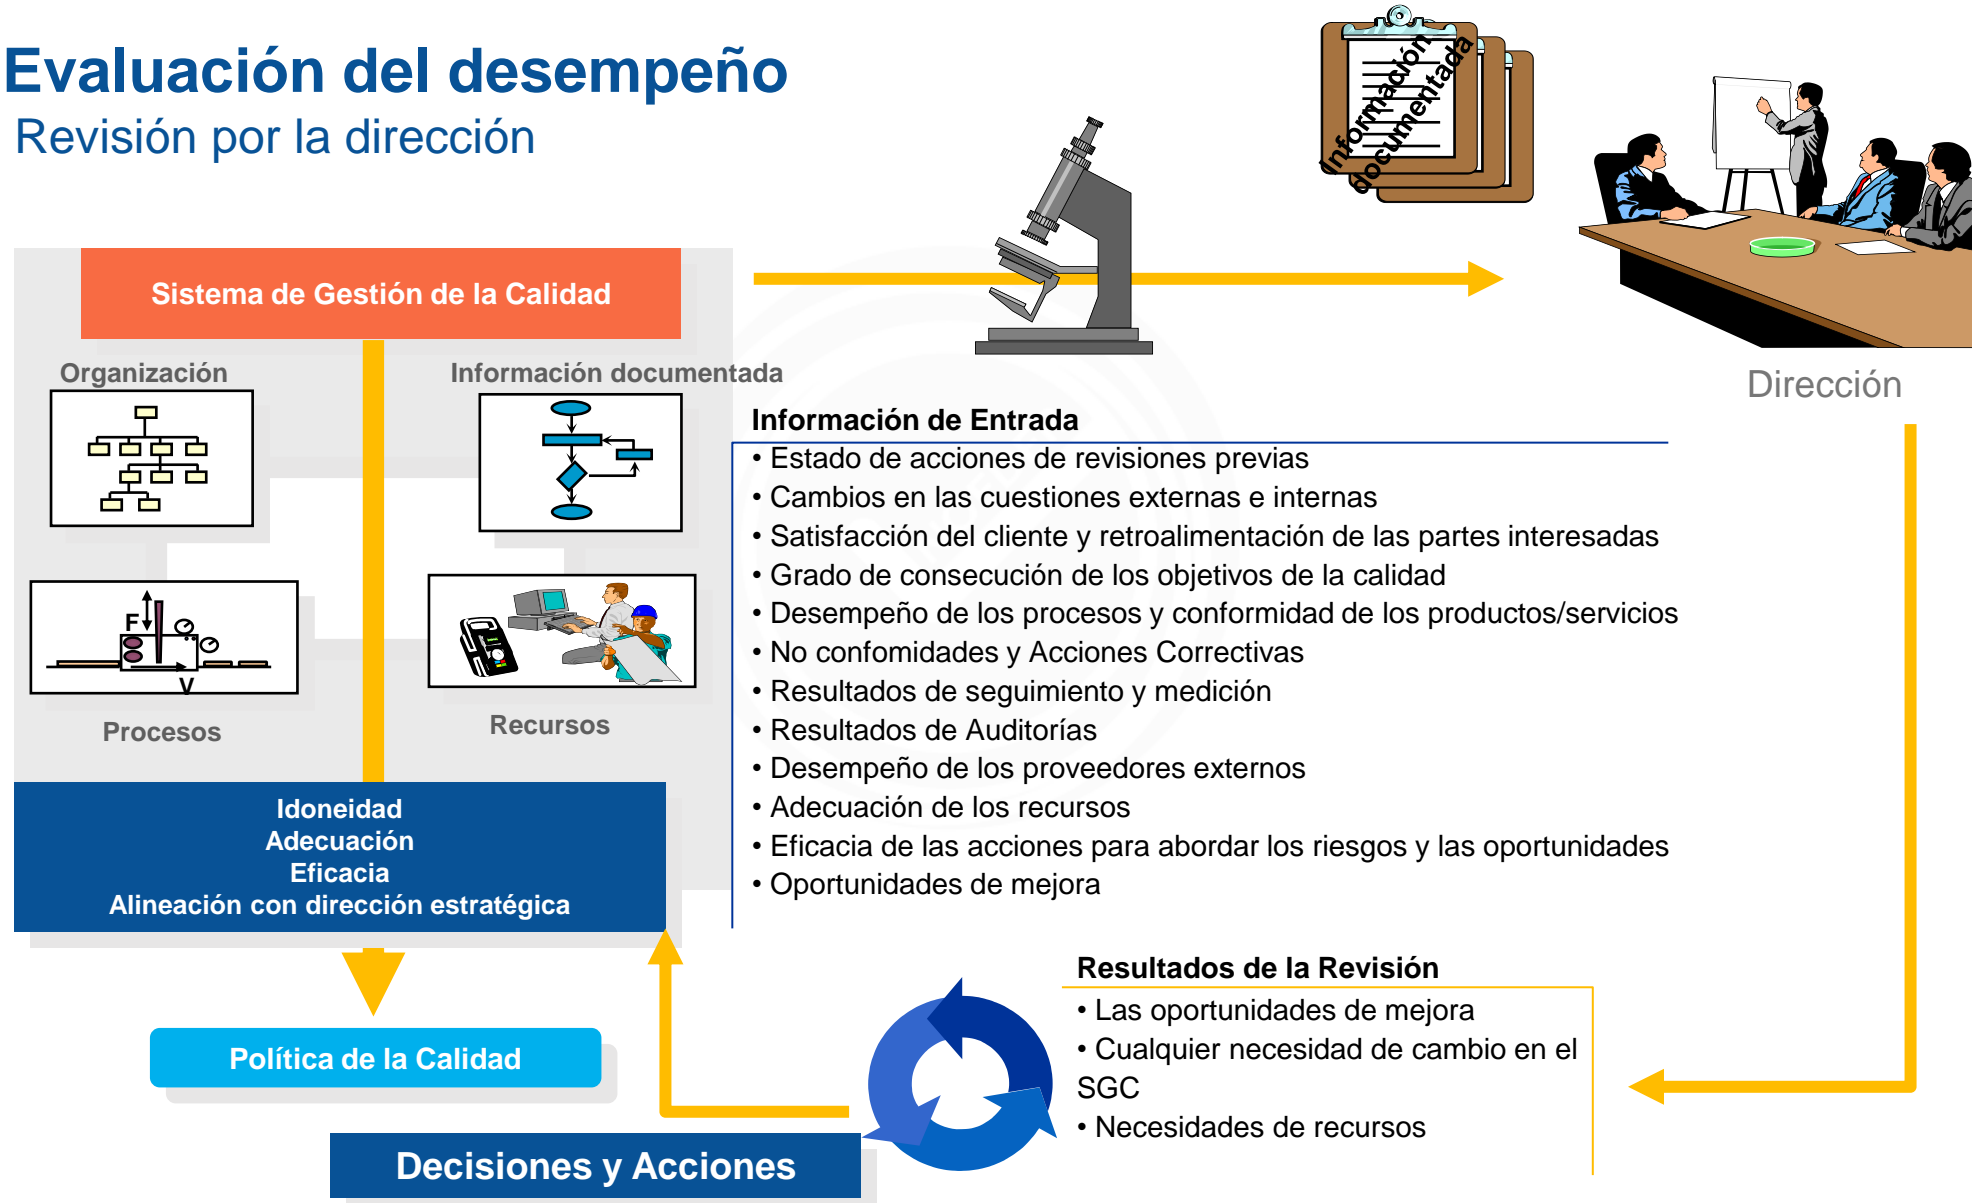 Evaluación del desempeño
Revisión por la dirección
Información
documentada
Sistema de Gestión de la Calidad
Organización
Información documentada
F
V
Procesos
Recursos
Idoneidad
Adecuación
Eficacia
Alineación con dirección estratégica
Política de la Calidad
Dirección
Información de Entrada
• Estado de acciones de revisiones previas
• Cambios en las cuestiones externas e internas
• Satisfacción del cliente y retroalimentación de las partes interesadas
• Grado de consecución de los objetivos de la calidad
• Desempeño de los procesos y conformidad de los productos/servicios
• No confomidades y Acciones Correctivas
• Resultados de seguimiento y medición
• Resultados de Auditorías
• Desempeño de los proveedores externos
• Adecuación de los recursos
• Eficacia de las acciones para abordar los riesgos y las oportunidades
• Oportunidades de mejora
Resultados de la Revisión
• Las oportunidades de mejora
• Cualquier necesidad de cambio en el
SGC
• Necesidades de recursos
Decisiones y Acciones